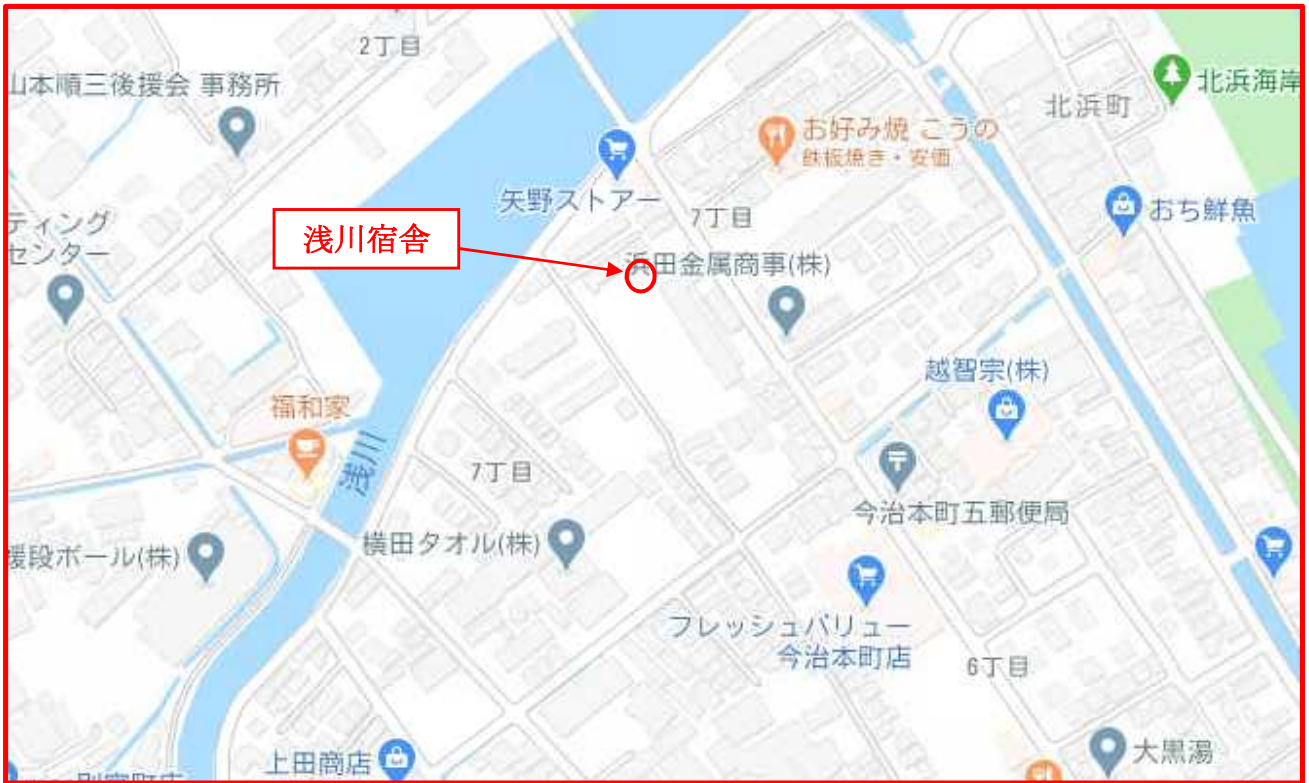 2丁目
山本順三後援会 事務所
北浜海岸
北浜町
お好み焼 こうの
鉄板焼き・安価
矢野ストアー
おち鮮魚
7丁目
ティング
センター
浅川宿舎
浜田金属商事(株)
越智宗(株)
福和家
浅川
7丁目
今治本町五郵便局
横田タオル(株)
援段ボール(株)
フレッシュバリュー
今治本町店
6丁目
上田商店
大黒湯